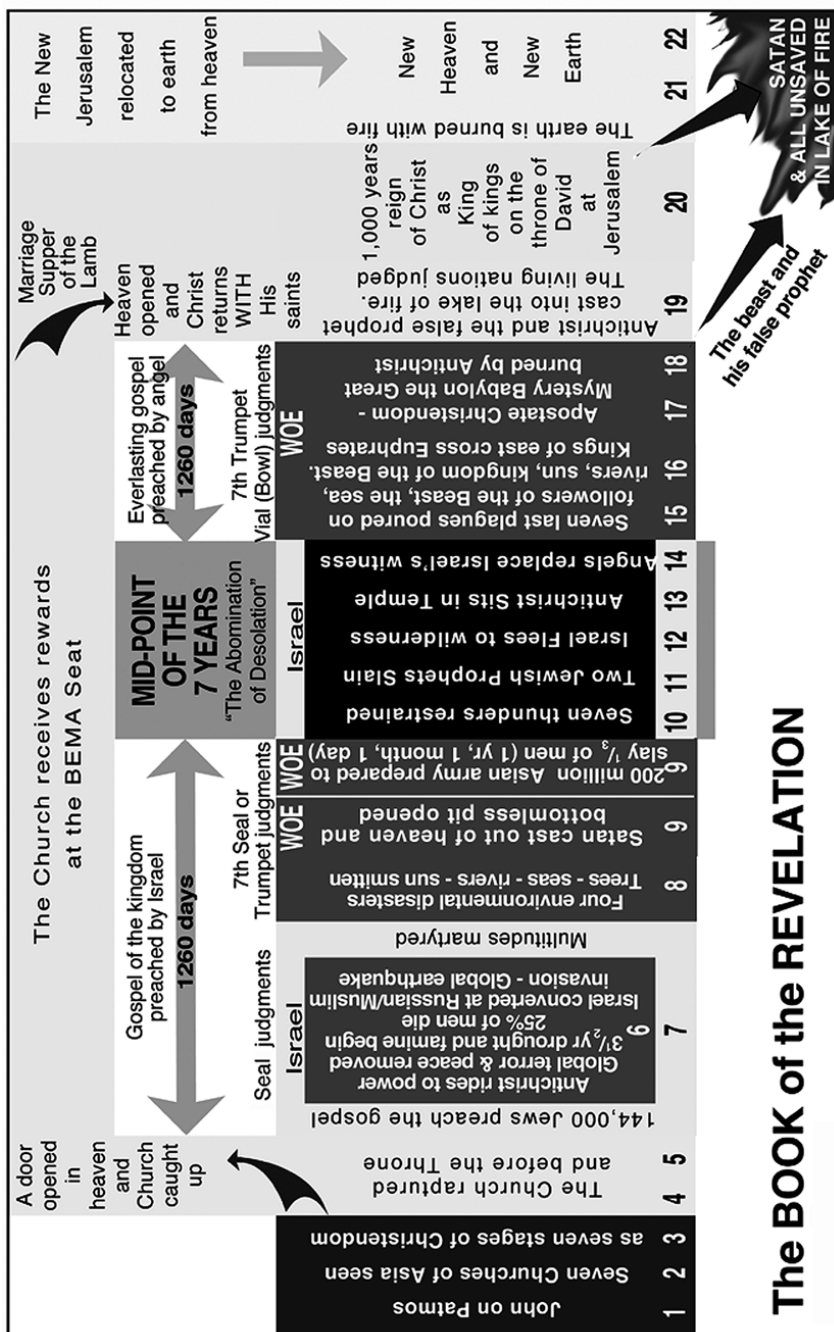 A door
opened
in
heaven
and
Church
caught
up
The Church receives rewards
at the BEMA Seat
Marriage
Supper
of the
Lamb
The New
Jerusalem
relocated
to earth
from heaven
Gospel of the kingdom
preached by Israel
1260 days
MID-POINT
OF THE
7 YEARS
“The Abomination
of Desolation”
Everlasting gospel
preached by angel
1260 days
Heaven
opened
and
Christ
returns
WITH
His
saints
Seal judgments
7th Seal or
Trumpet judgments
7th Trumpet
Vial (Bowl) judgments
Israel
WOE
WOE
Israel
WOE
John on Patmos
Seven Churches of Asia seen
as seven stages of Christendom
The Church raptured
and before the Throne
144,000 Jews preach the gospel
Antichrist rides to power
Global terror & peace removed
3½ yr drought and famine begin
25% of men die
Israel converted at Russian/Muslim
invasion - Global earthquake
6
Multitudes martyred
Four environmental disasters
Trees - seas - rivers - sun smitten
Satan cast out of heaven and
bottomless pit opened
200 million Asian army prepared to
slay ⅓ of men (1 yr, 1 month, 1 day)
Seven thunders restrained
Two Jewish Prophets Slain
Israel Flees to wilderness
Antichrist Sits in Temple
Angels replace Israel’s witness
Seven last plagues poured on
followers of the Beast, the sea,
rivers, sun, kingdom of the Beast.
Kings of east cross Euphrates
Apostate Christendom -
Mystery Babylon the Great
burned by Antichrist
Antichrist and the false prophet
cast into the lake of fire.
The living nations judged
1,000 years
reign
of Christ
as
King
of kings
on the
throne of
David
at
Jerusalem
The earth is burned with fire
New
Heaven
and
New
Earth
1 2 3 4 5 7 8 9 9 10 11 12 13 14 15 16 17 18 19 20 21 22
The BOOK of the REVELATION
The beast and
his false prophet
SATAN
& ALL UNSAVED
IN LAKE OF FIRE